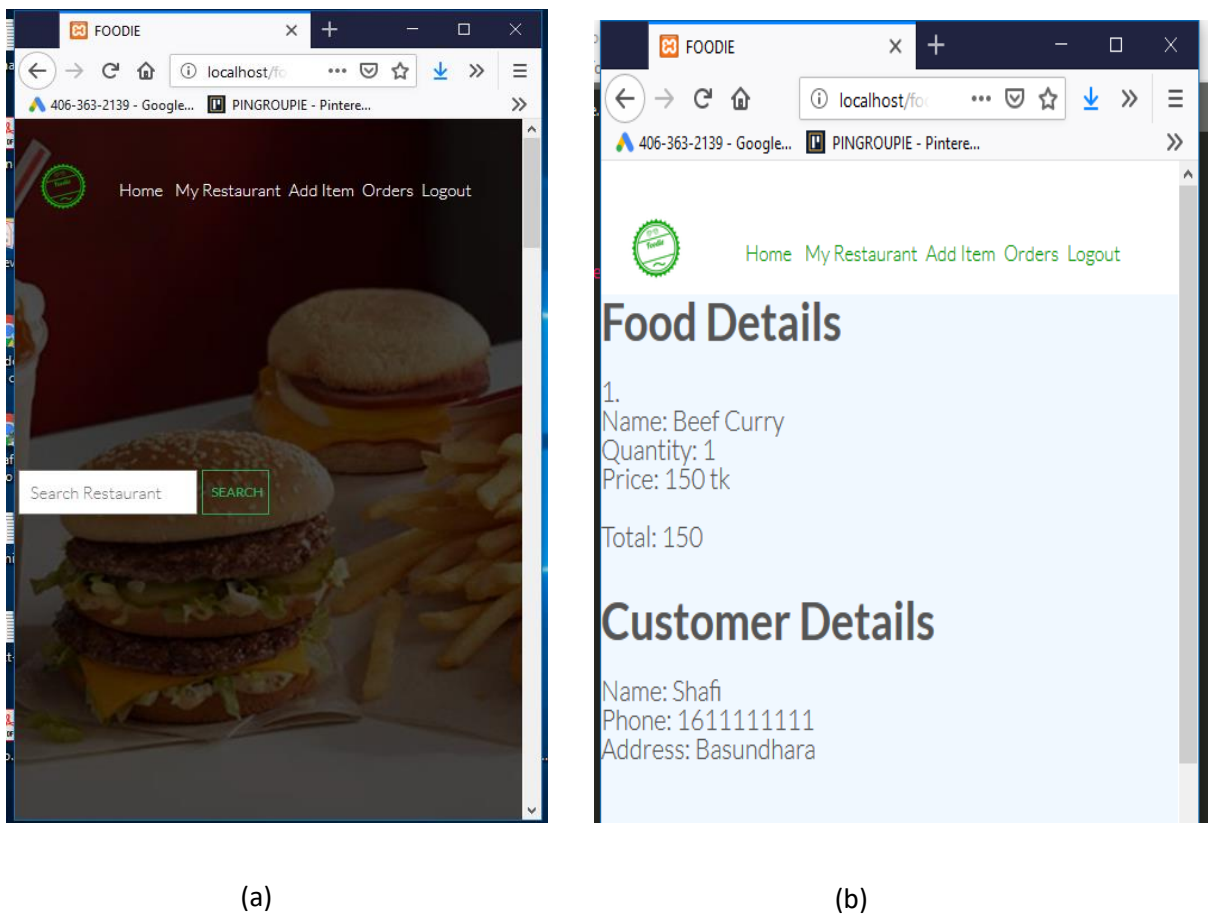 FOODIE
localhost/fo
406-363-2139 - Google... PINGROUPIE - Pintere...
Home My Restaurant Add Item Orders Logout
Search Restaurant SEARCH
(a)
FOODIE
localhost/foo
406-363-2139 - Google... PINGROUPIE - Pintere...
Foodie
Home My Restaurant Add Item Orders Logout
Food Details
1.
Name: Beef Curry
Quantity: 1
Price: 150 tk
Total: 150
Customer Details
Name: Shafi
Phone: 1611111111
Address: Basundhara
(b)